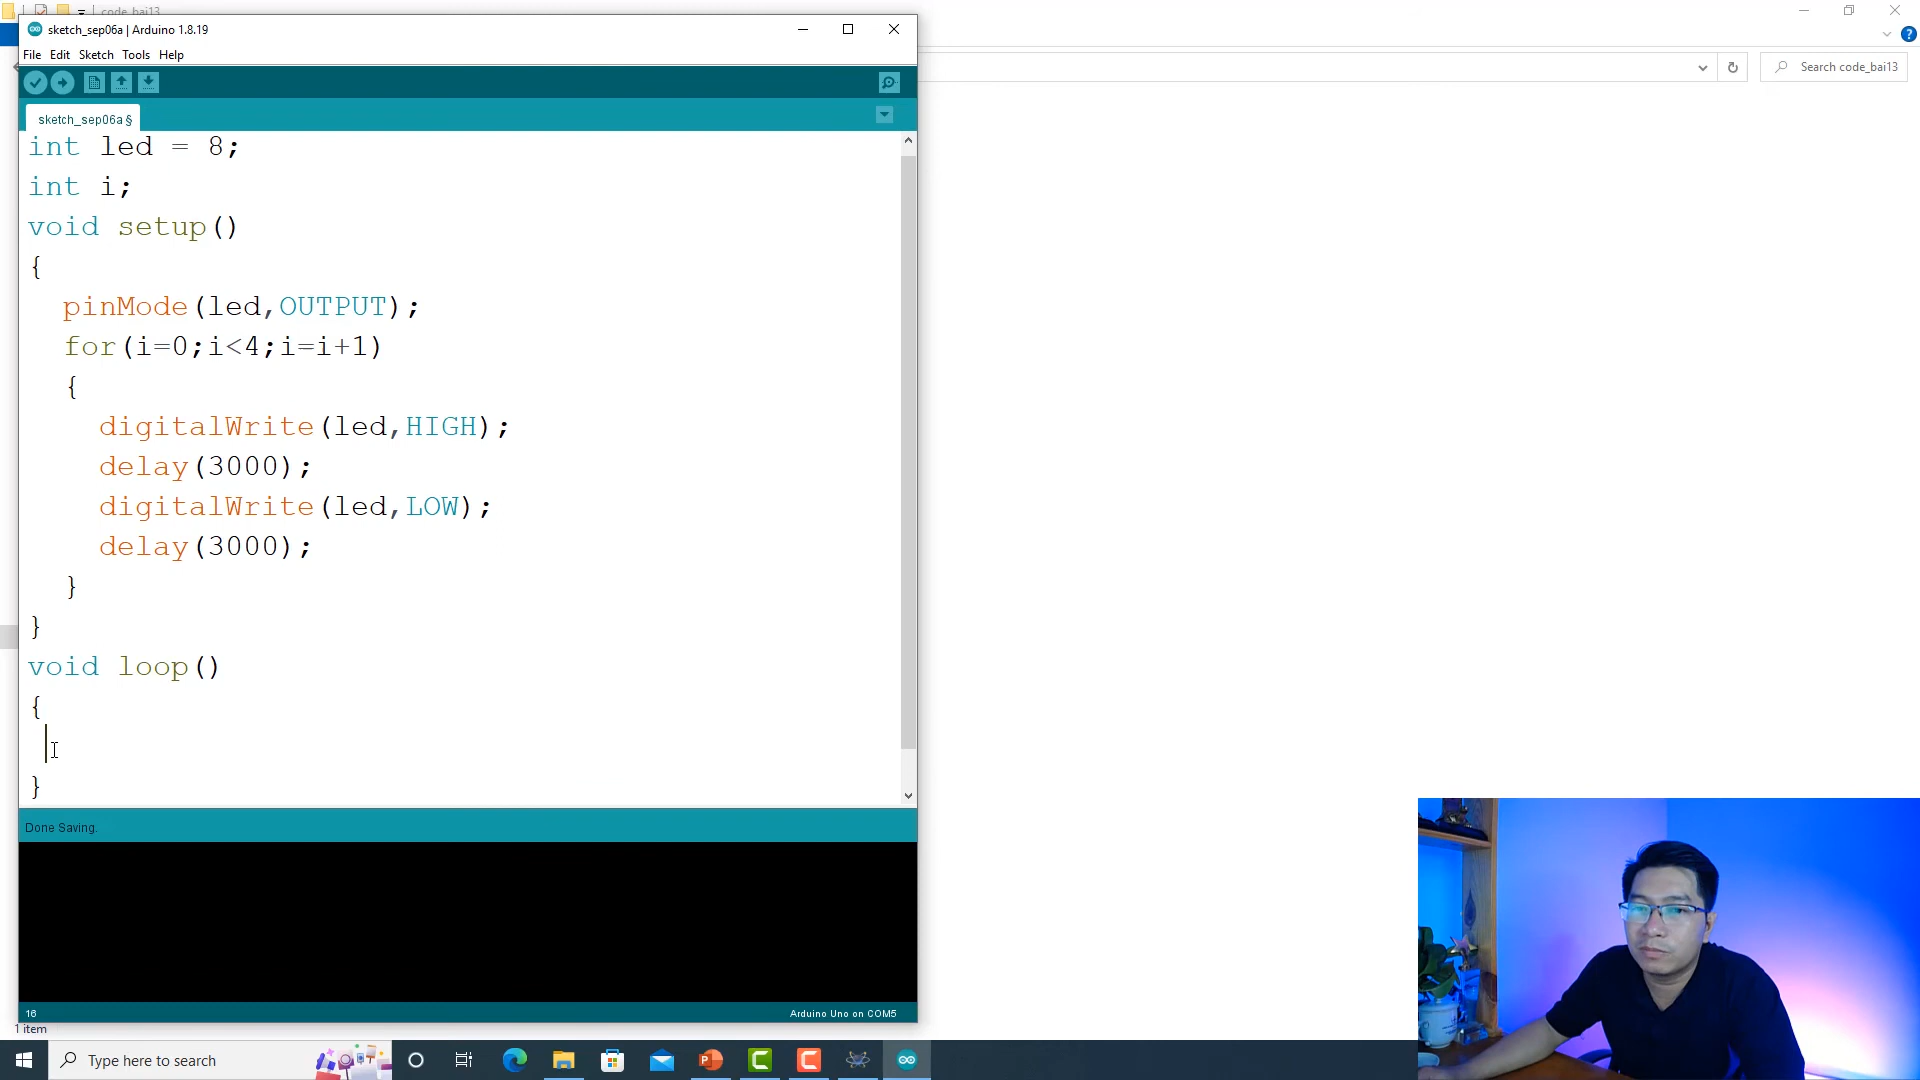 code_bai13
sketch_sep06a | Arduino 1.8.19
File Edit Sketch Tools Help
Search code_bai13
sketch_sep06a §
int led = 8;
int i;
void setup()
{
pinMode(led,OUTPUT);
for(i=0;i<4;i=i+1)
{
digitalWrite(led,HIGH);
delay(3000);
digitalWrite(led,LOW);
delay(3000);
}
}
void loop()
{
}
Done Saving.
16
Arduino Uno on COM5
1 item
Type here to search